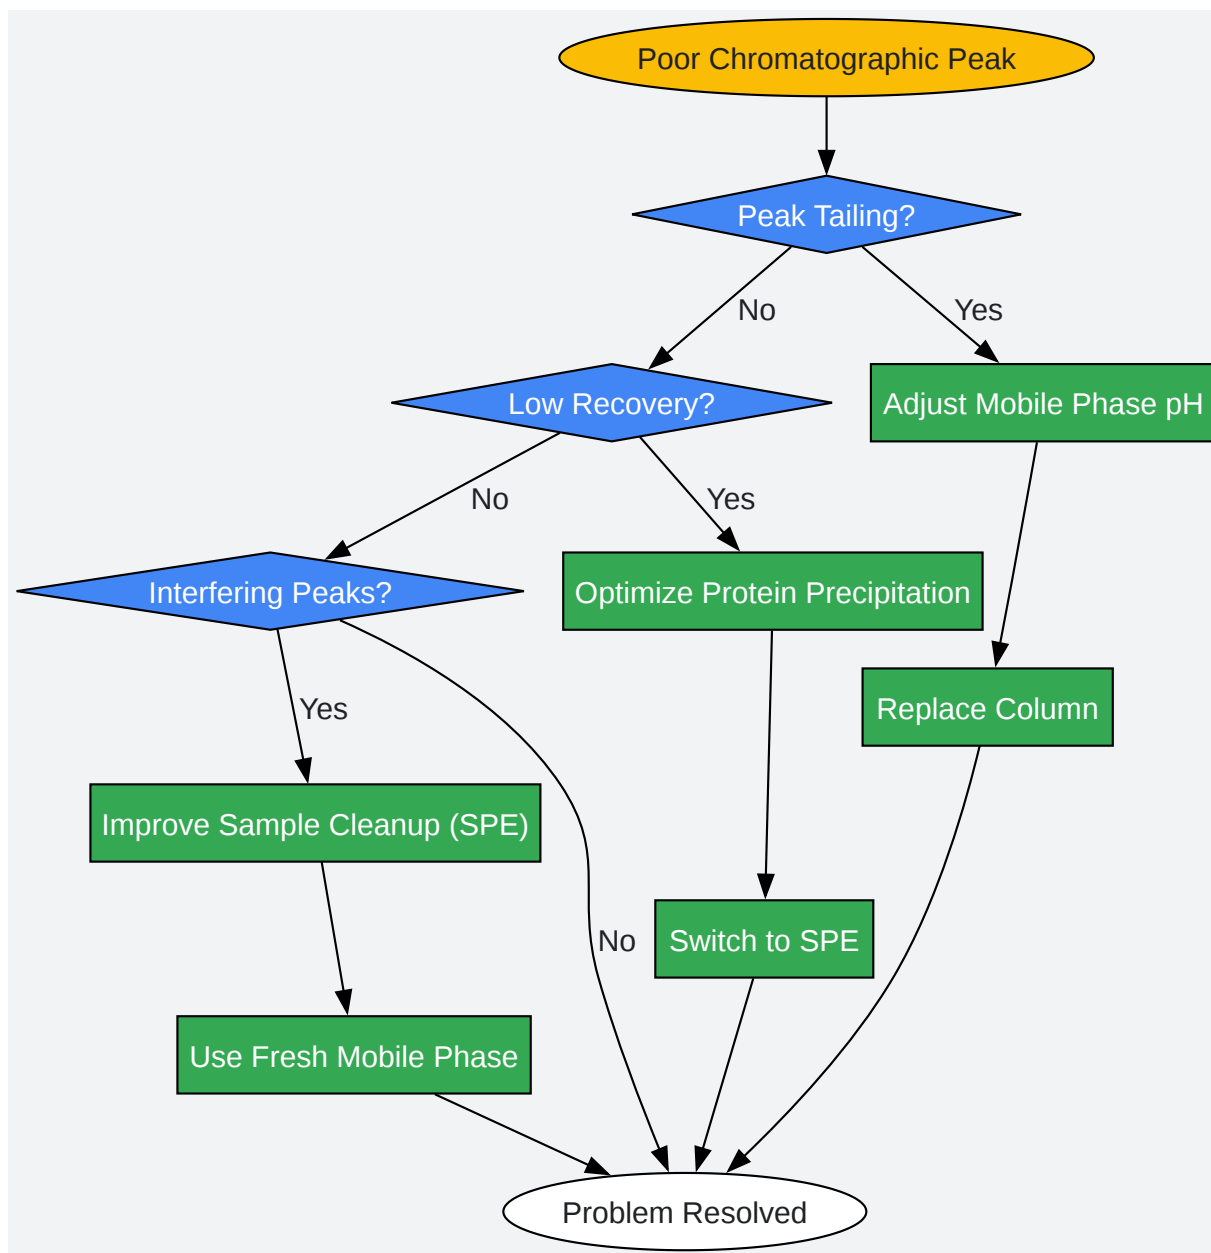 Poor Chromatographic Peak
Peak Tailing?
No
Yes
Low Recovery?
Adjust Mobile Phase pH
No
Yes
Interfering Peaks?
Optimize Protein Precipitation
Yes
Replace Column
Improve Sample Cleanup (SPE)
No
Switch to SPE
Use Fresh Mobile Phase
Problem Resolved